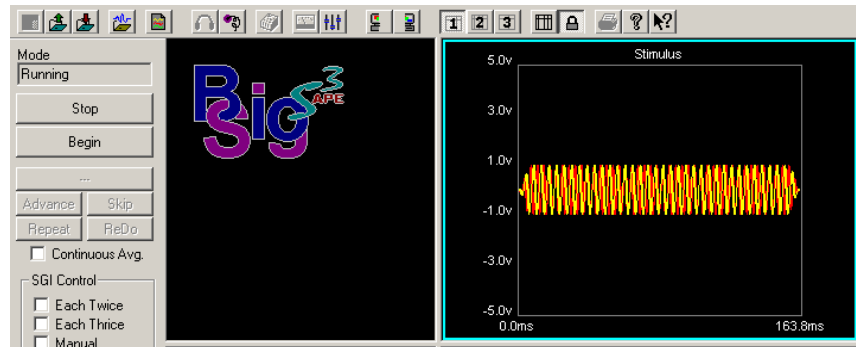 1 2 3
Mode
Running
Stop
Begin
...
Advance Skip
Repeat ReDo
Continuous Avg.
SGI Control
Each Twice
Each Thrice
Manual
BioSig
3
APE
Stimulus
5.0v
3.0v
1.0v
-1.0v
-3.0v
-5.0v
0.0ms 163.8ms